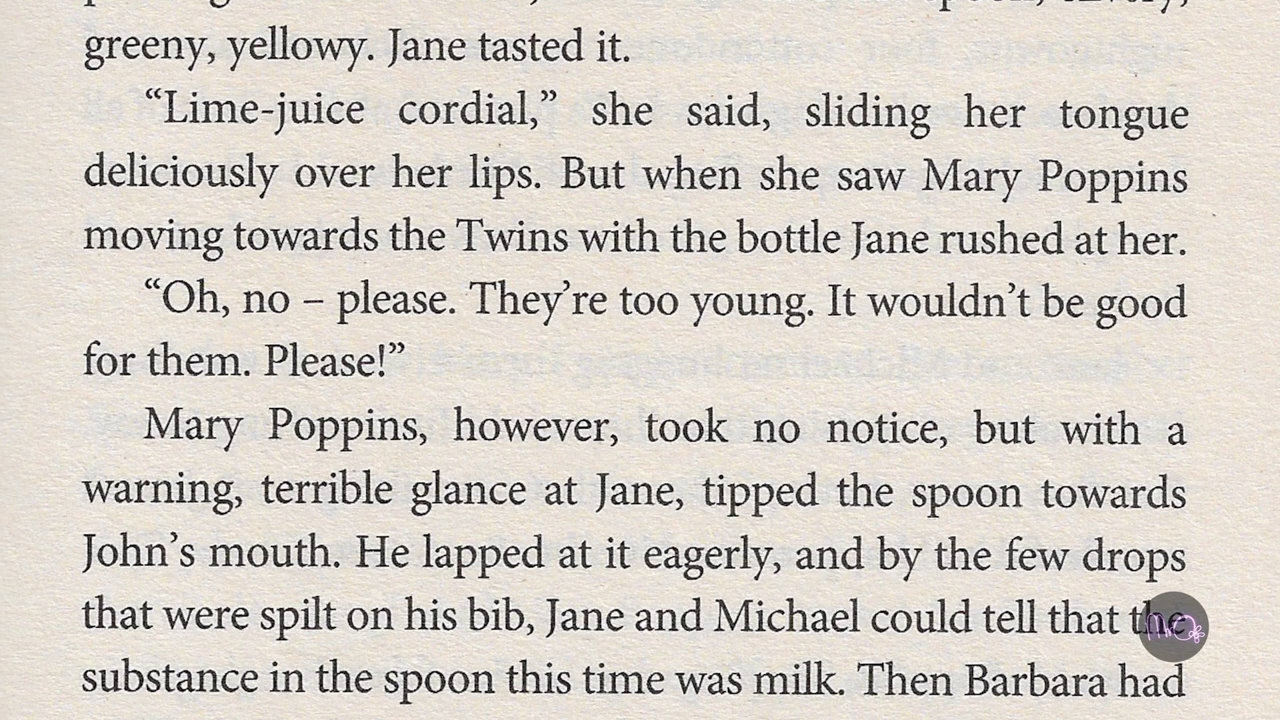 greeny, yellowy. Jane tasted it.
“Lime-juice cordial,” she said, sliding her tongue
deliciously over her lips. But when she saw Mary Poppins
moving towards the Twins with the bottle Jane rushed at her.
“Oh, no – please. They’re too young. It wouldn’t be good
for them. Please!”
Mary Poppins, however, took no notice, but with a
warning, terrible glance at Jane, tipped the spoon towards
John’s mouth. He lapped at it eagerly, and by the few drops
that were spilt on his bib, Jane and Michael could tell that the
substance in the spoon this time was milk. Then Barbara had